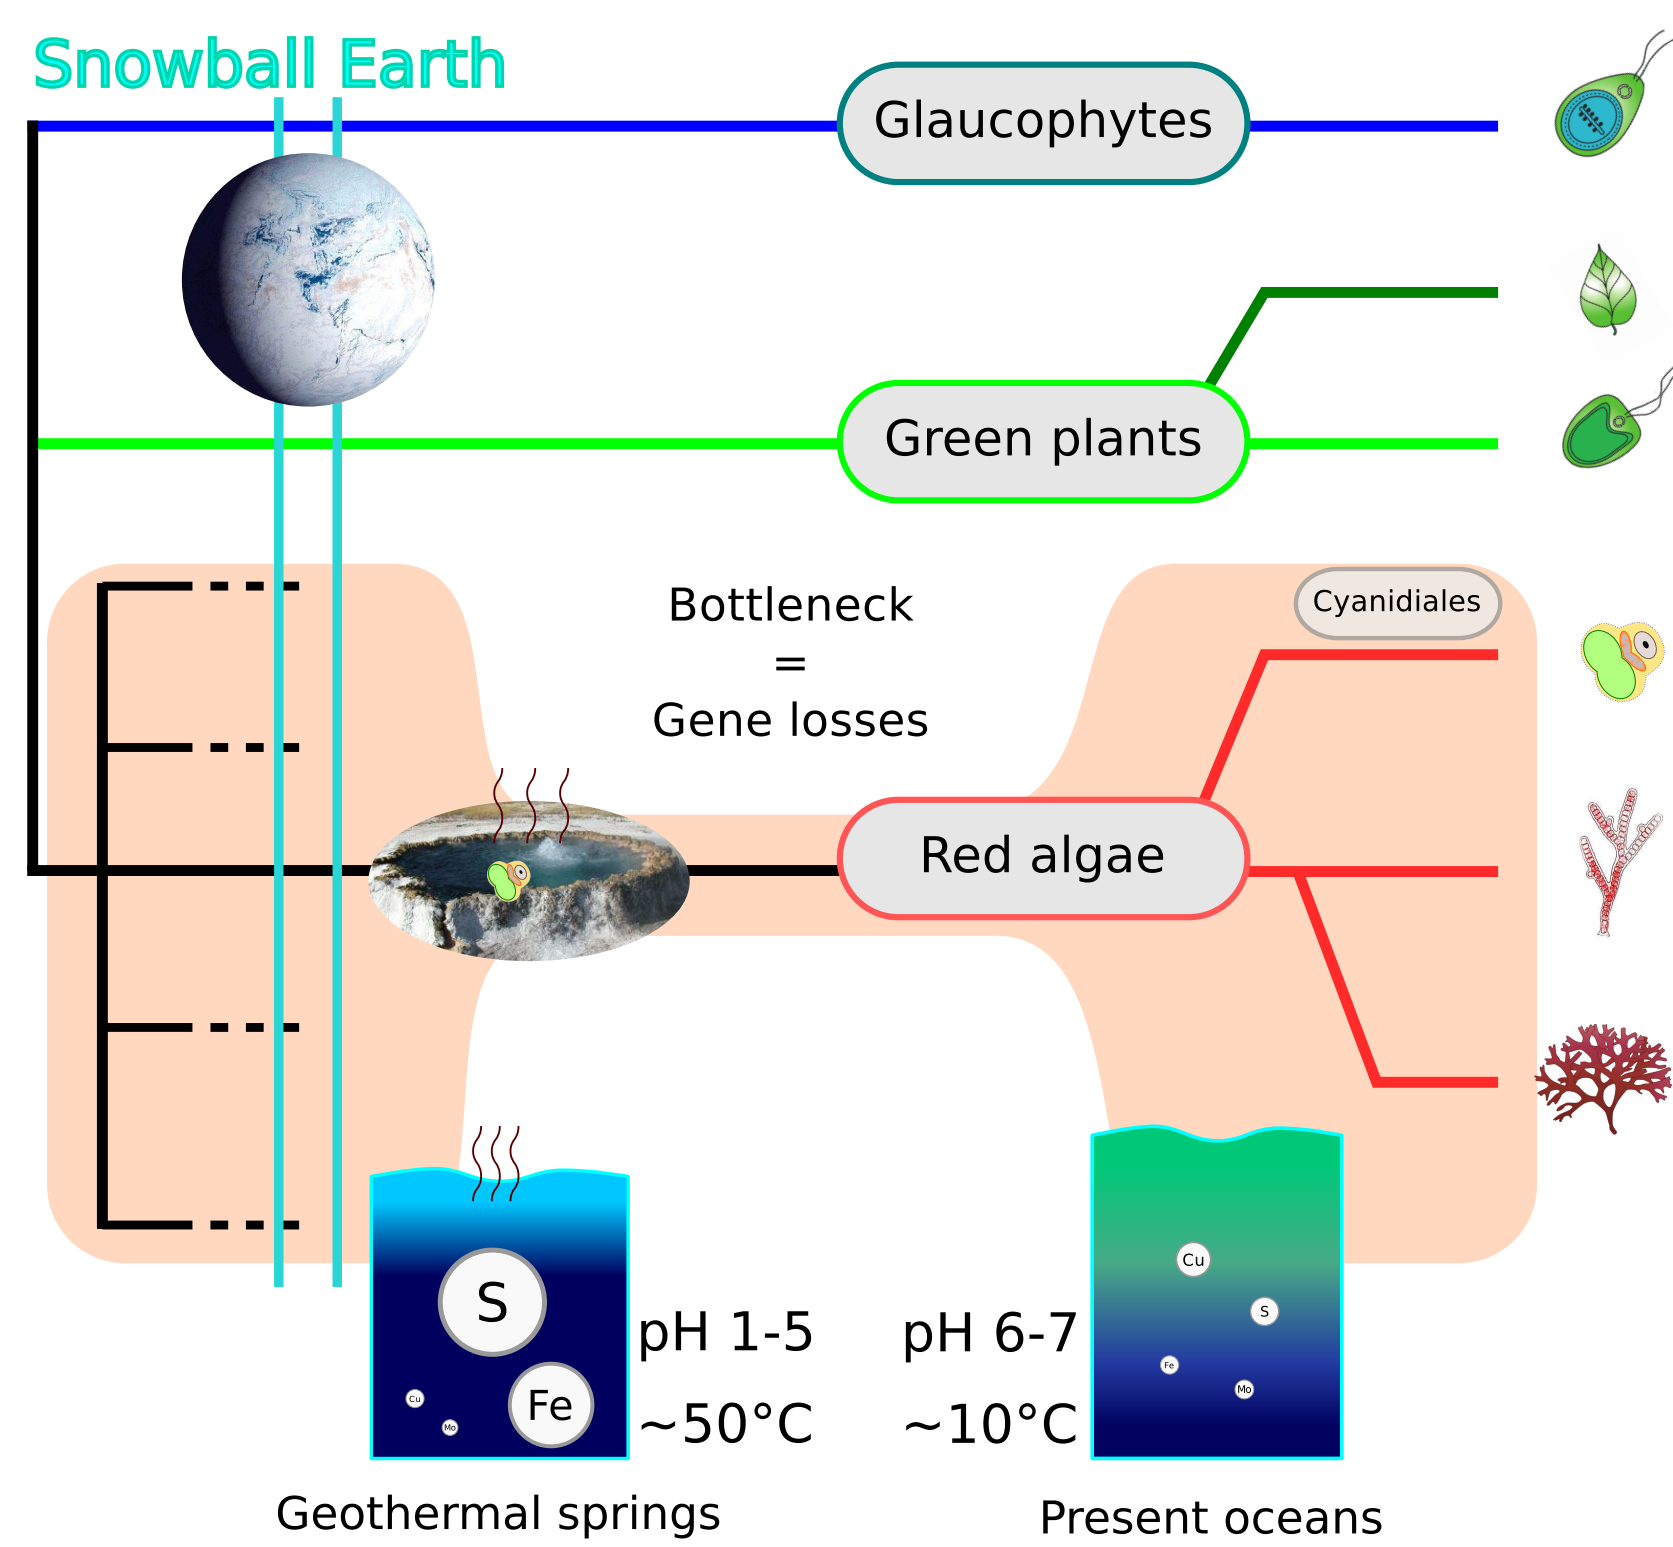 Snowball Earth
Glaucophytes
Green plants
Bottleneck
=
Gene losses
Cyanidiales
Red algae
S
Fe
Cu
Mo
pH 1-5
~50°C
Geothermal springs
pH 6-7
~10°C
Cu
S
Fe
Mo
Present oceans